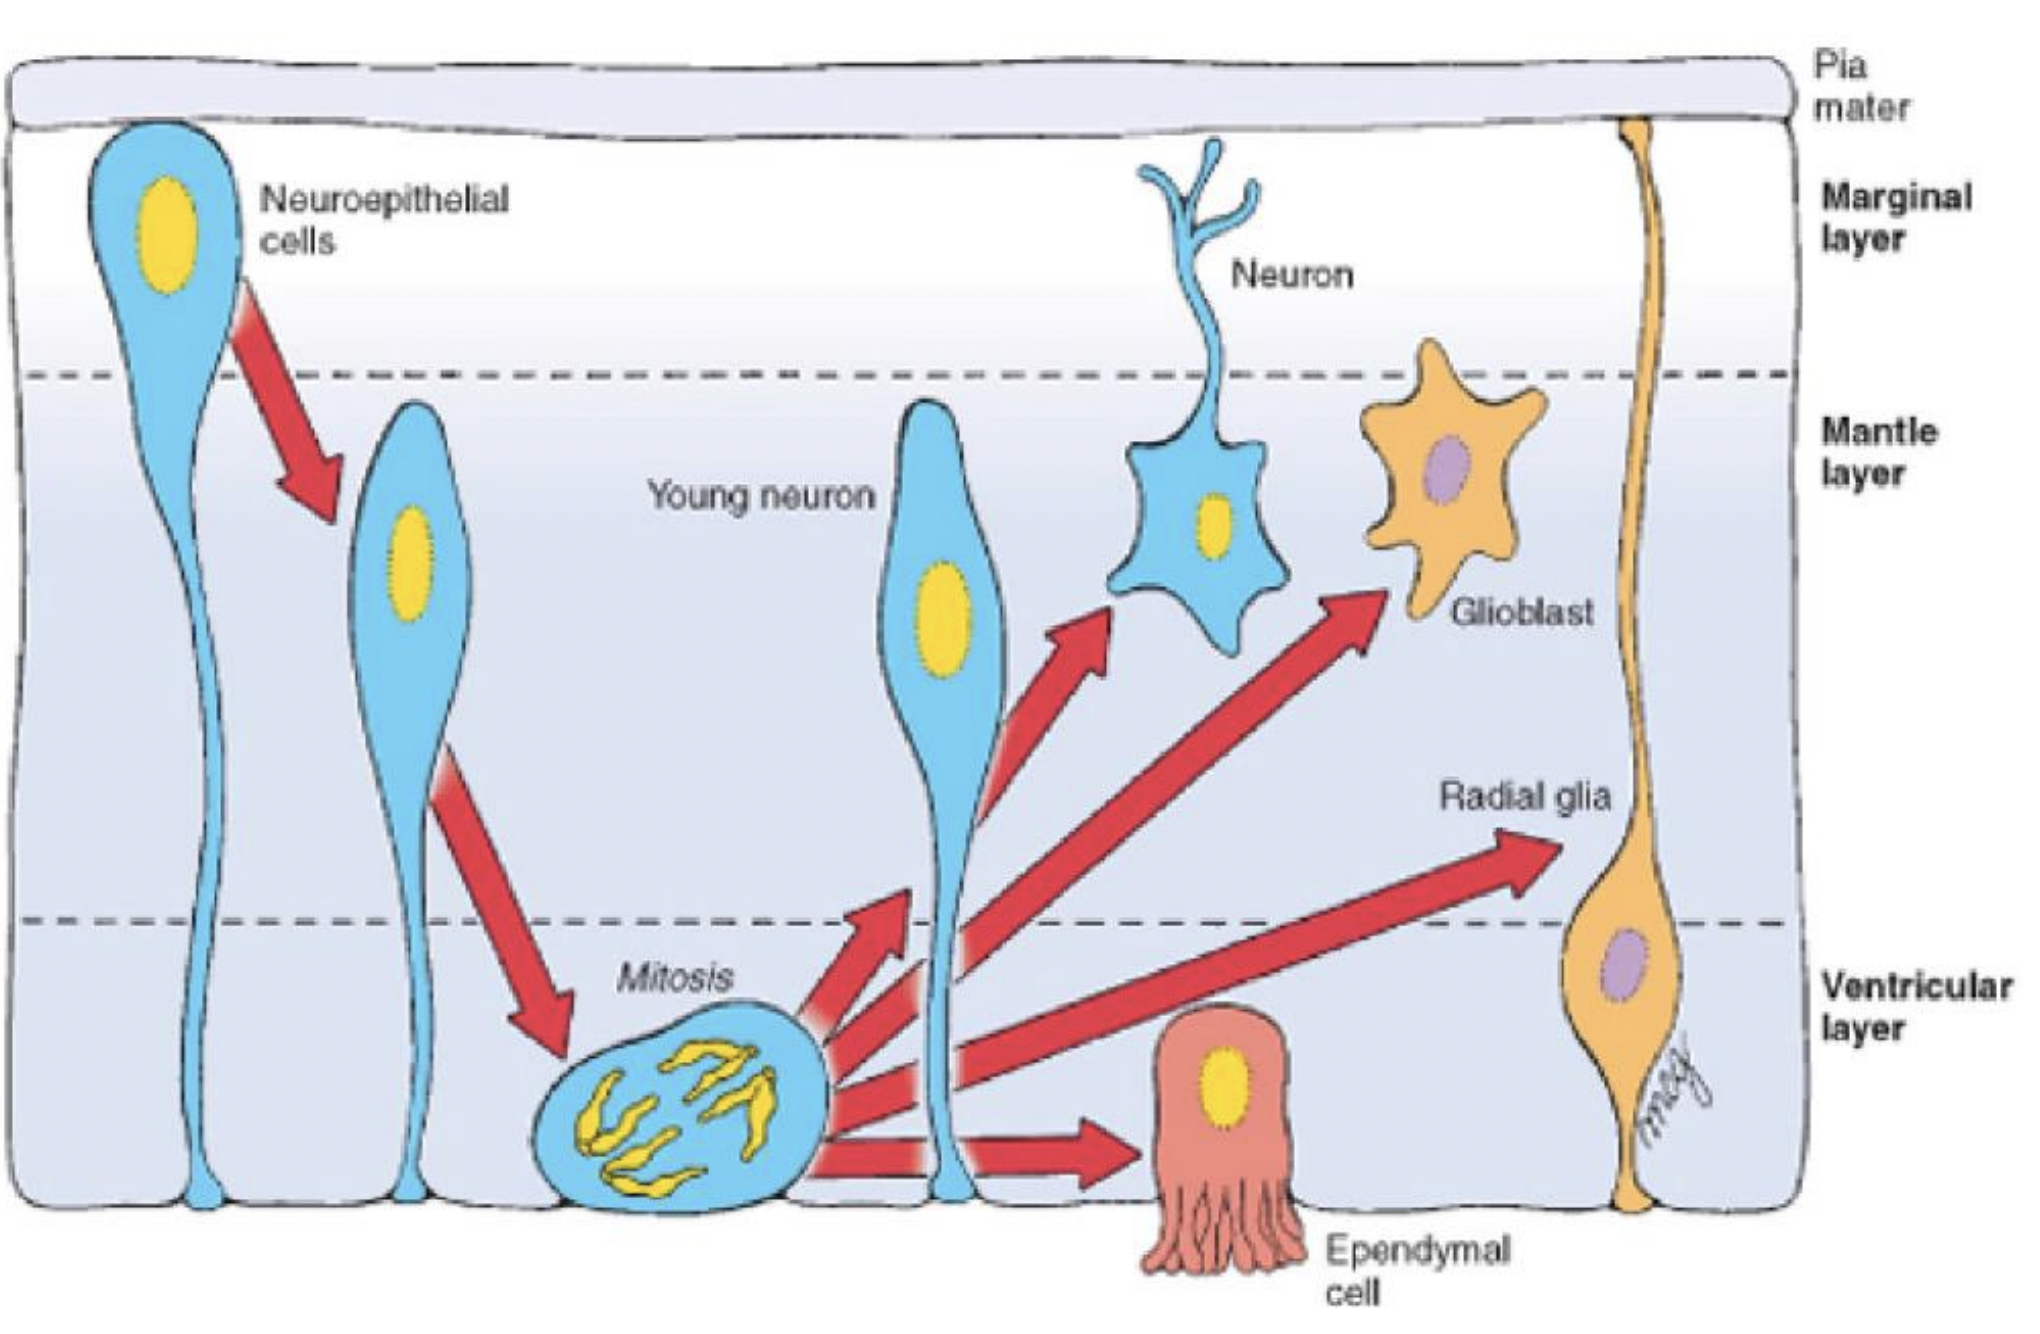 Pia
mater
Neuroepithelial
cells
Marginal
layer
Neuron
Mantle
layer
Young neuron
Glioblast
Radial glia
Mitosis
Ventricular
layer
Ependymal
cell